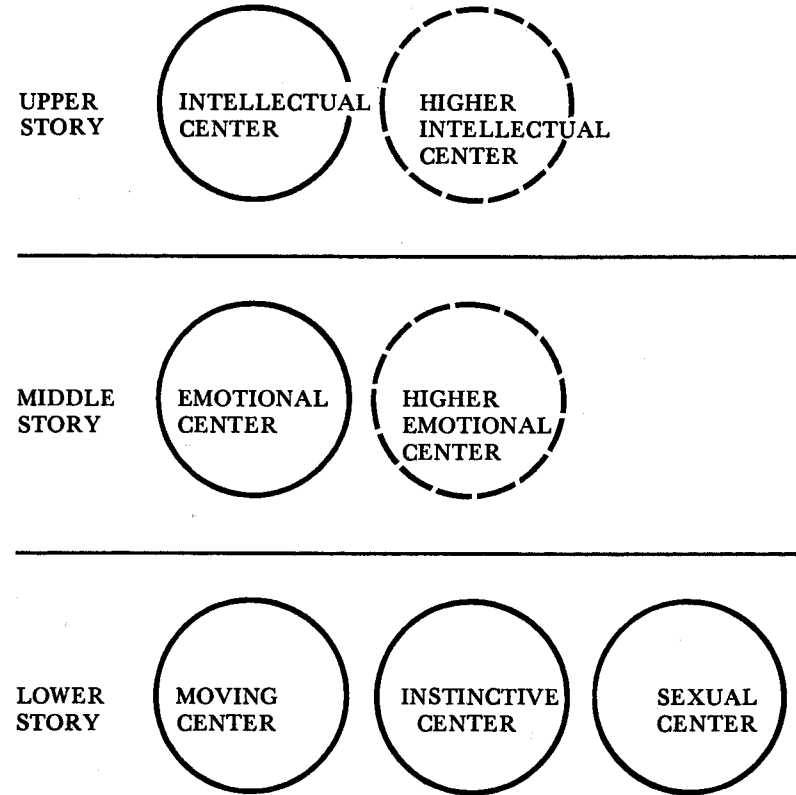 UPPER
STORY
INTELLECTUAL
CENTER
HIGHER
INTELLECTUAL
CENTER
MIDDLE
STORY
EMOTIONAL
CENTER
HIGHER
EMOTIONAL
CENTER
LOWER
STORY
MOVING
CENTER
INSTINCTIVE
CENTER
SEXUAL
CENTER